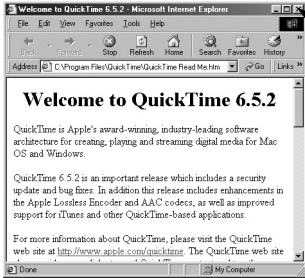 Welcome to QuickTime 6.5.2 - Microsoft Internet Explorer
File Edit View Favorites Tools Help
Back Forward Stop Refresh Home Search Favorites History »
Address C:\Program Files\QuickTime\QuickTime Read Me.htm Go Links »
Welcome to QuickTime 6.5.2
QuickTime is Apple's award-winning, industry-leading software
architecture for creating, playing and streaming digital media for Mac
OS and Windows.
QuickTime 6.5.2 is an important release which includes a security
update and bug fixes. In addition this release includes enhancements in
the Apple Lossless Encoder and AAC codecs, as well as improved
support for iTunes and other QuickTime-based applications.
For more information about QuickTime, please visit the QuickTime
web site at http://www.apple.com/quicktime. The QuickTime web site
Done My Computer